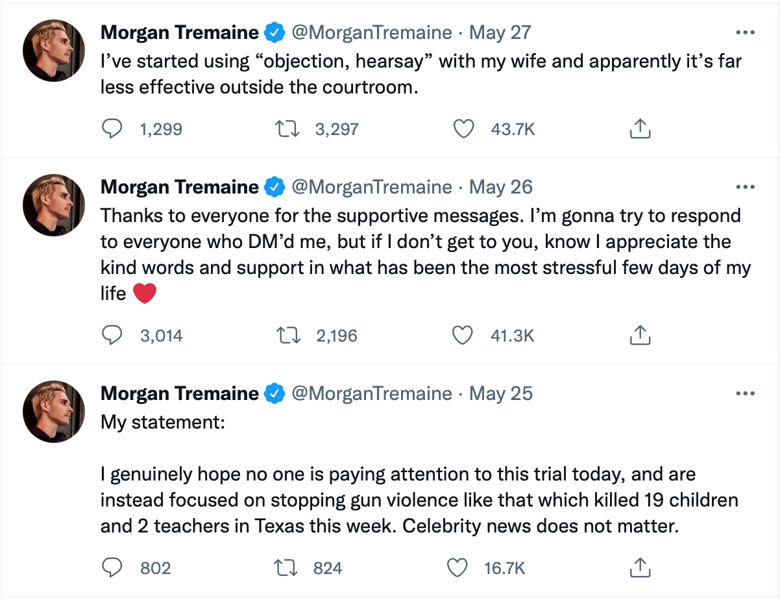 Morgan Tremaine @MorganTremaine · May 27
I’ve started using “objection, hearsay” with my wife and apparently it’s far
less effective outside the courtroom.
1,299 3,297 43.7K
Morgan Tremaine @MorganTremaine · May 26
Thanks to everyone for the supportive messages. I’m gonna try to respond
to everyone who DM’d me, but if I don’t get to you, know I appreciate the
kind words and support in what has been the most stressful few days of my
life ❤️
3,014 2,196 41.3K
Morgan Tremaine @MorganTremaine · May 25
My statement:
I genuinely hope no one is paying attention to this trial today, and are
instead focused on stopping gun violence like that which killed 19 children
and 2 teachers in Texas this week. Celebrity news does not matter.
802 824 16.7K